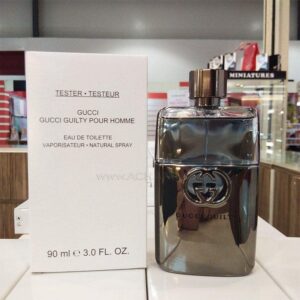 MINIATURES
TESTER • TESTEUR
GUCCI
GUCCI GUILTY POUR HOMME
EAU DE TOILETTE
VAPORISATEUR • NATURAL SPRAY
90 ml e 3.0 FL. OZ.
GUCCI GUILTY